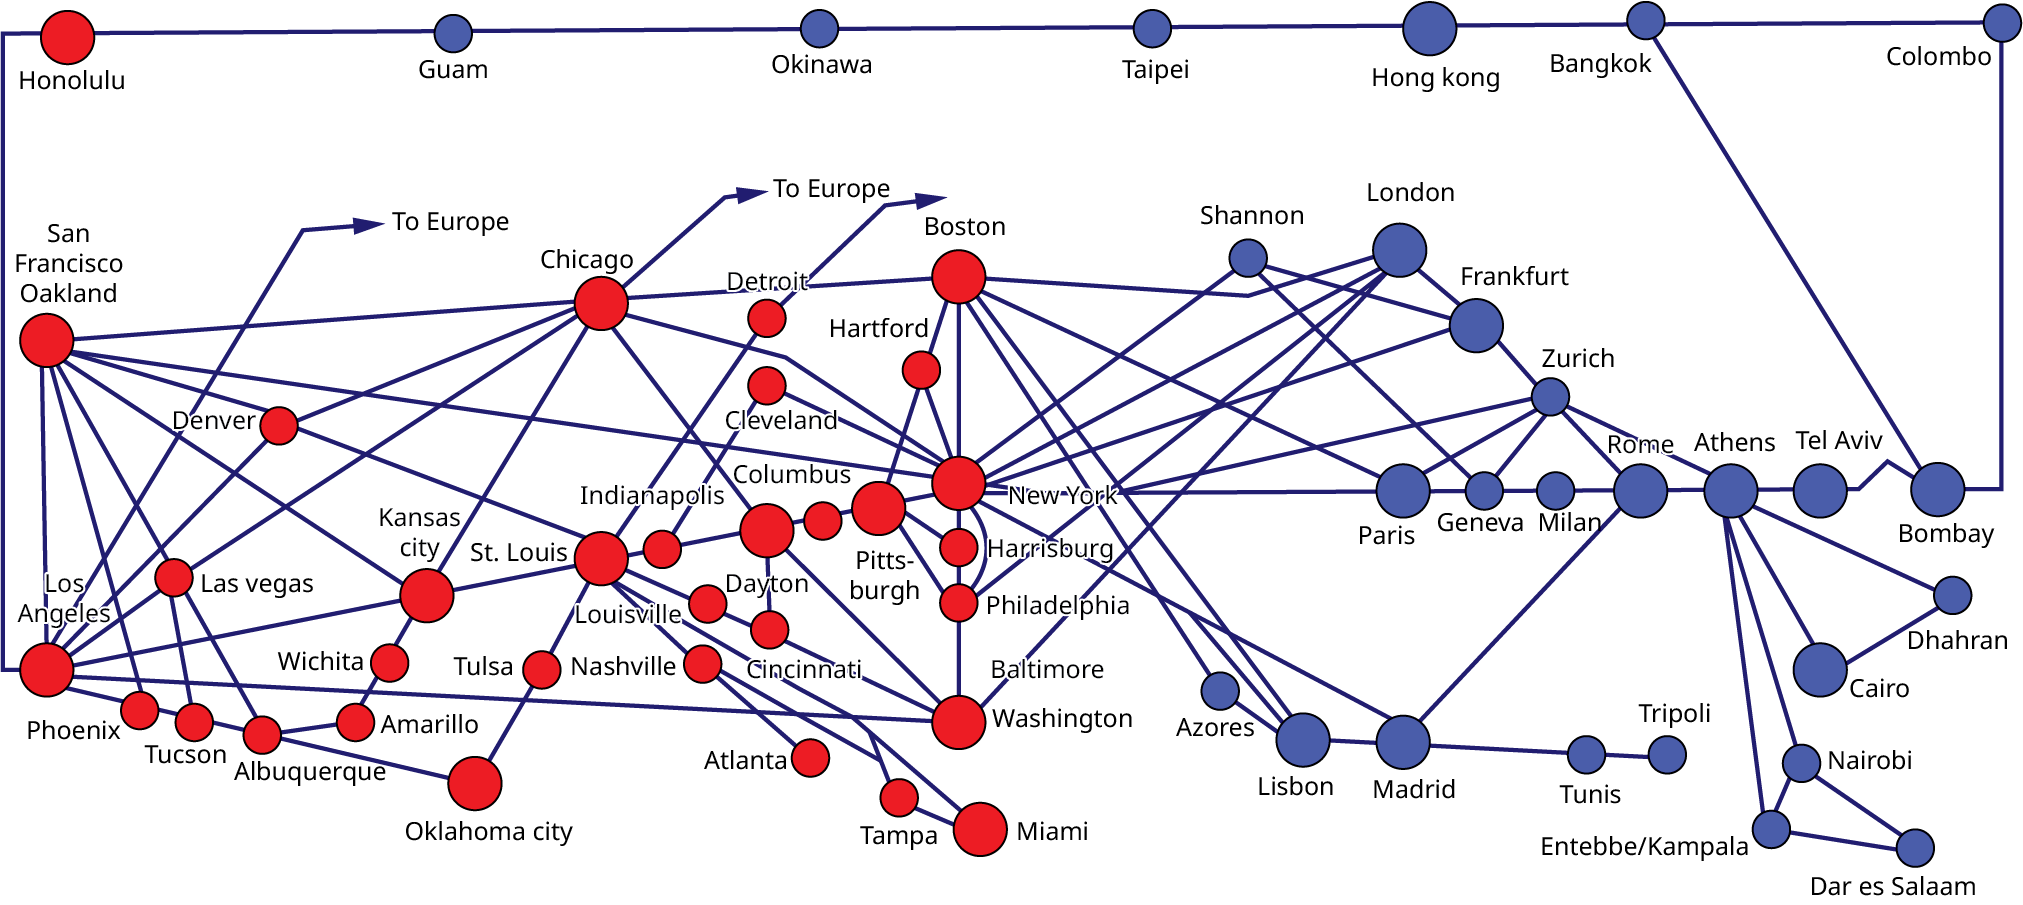 Honolulu
Guam
Okinawa
Taipei
Hong kong
Bangkok
Colombo
To Europe
To Europe
San
Francisco
Oakland
Chicago
Detroit
Boston
Shannon
London
Frankfurt
Hartford
Zurich
Denver
Cleveland
Columbus
Indianapolis
New York
Rome
Athens
Tel Aviv
Paris
Geneva
Milan
Bombay
Kansas
city
St. Louis
Pitts-
burgh
Harrisburg
Los
Angeles
Las vegas
Louisville
Dayton
Philadelphia
Dhahran
Wichita
Tulsa
Nashville
Cincinnati
Baltimore
Washington
Cairo
Phoenix
Tucson
Albuquerque
Amarillo
Atlanta
Azores
Lisbon
Madrid
Tripoli
Tunis
Nairobi
Oklahoma city
Tampa
Miami
Entebbe/Kampala
Dar es Salaam